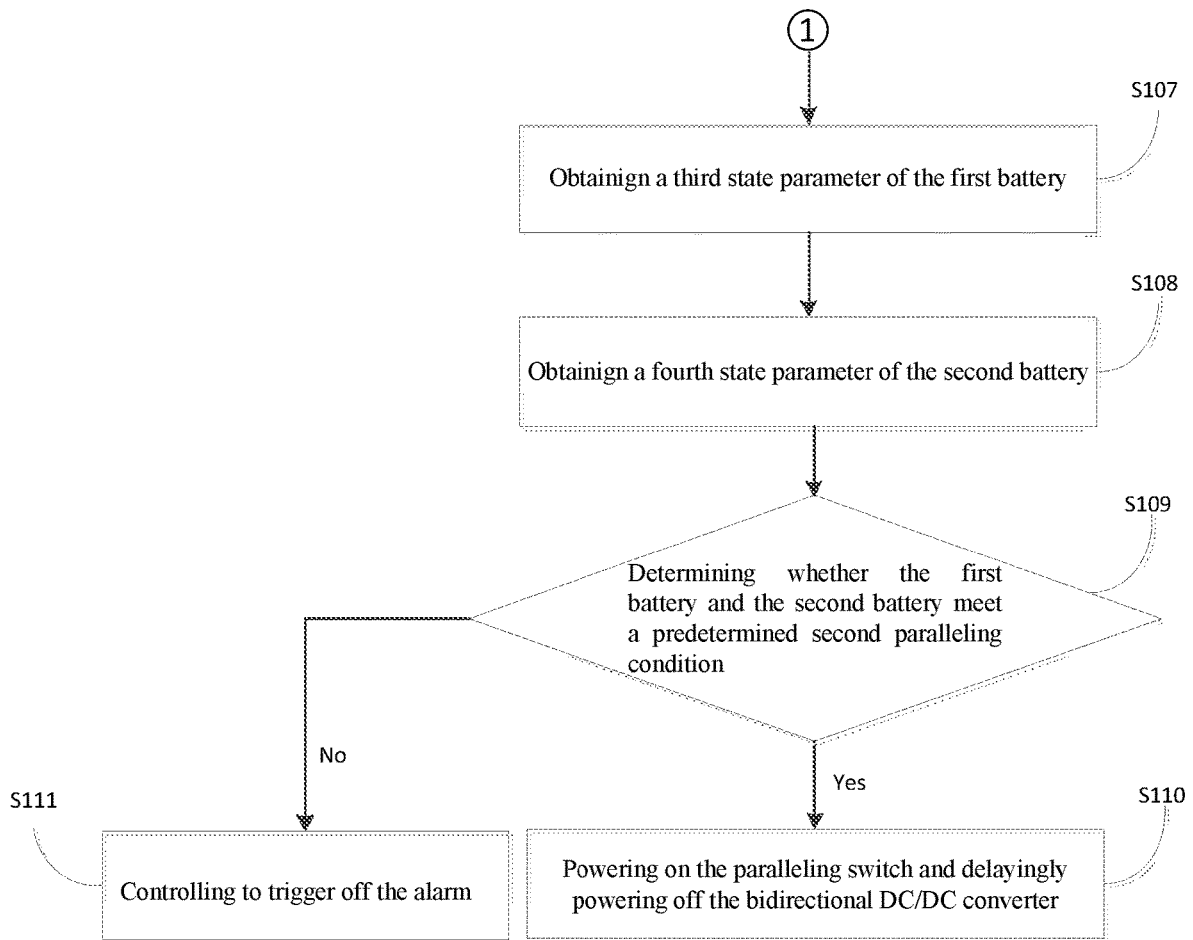 1
S107
Obtainign a third state parameter of the first battery
S108
Obtainign a fourth state parameter of the second battery
S109
Determining whether the first
battery and the second battery meet
a predetermined second paralleling
condition
No
Yes
S111
S110
Controlling to trigger off the alarm
Powering on the paralleling switch and delayingly
powering off the bidirectional DC/DC converter